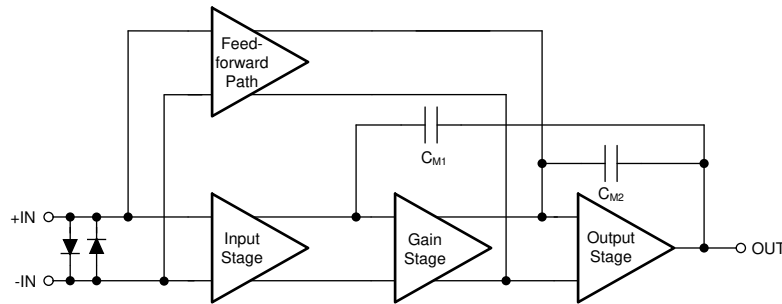 Feed-
forward
Path
C_M1
C_M2
+IN
-IN
Input
Stage
Gain
Stage
Output
Stage
OUT